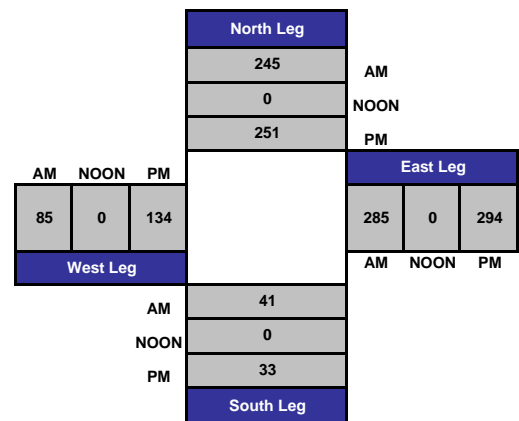 North Leg
245
AM
0
NOON
251
PM
AM NOON PM
East Leg
85 0 134
285 0 294
West Leg
AM NOON PM
AM
41
NOON
0
PM
33
South Leg